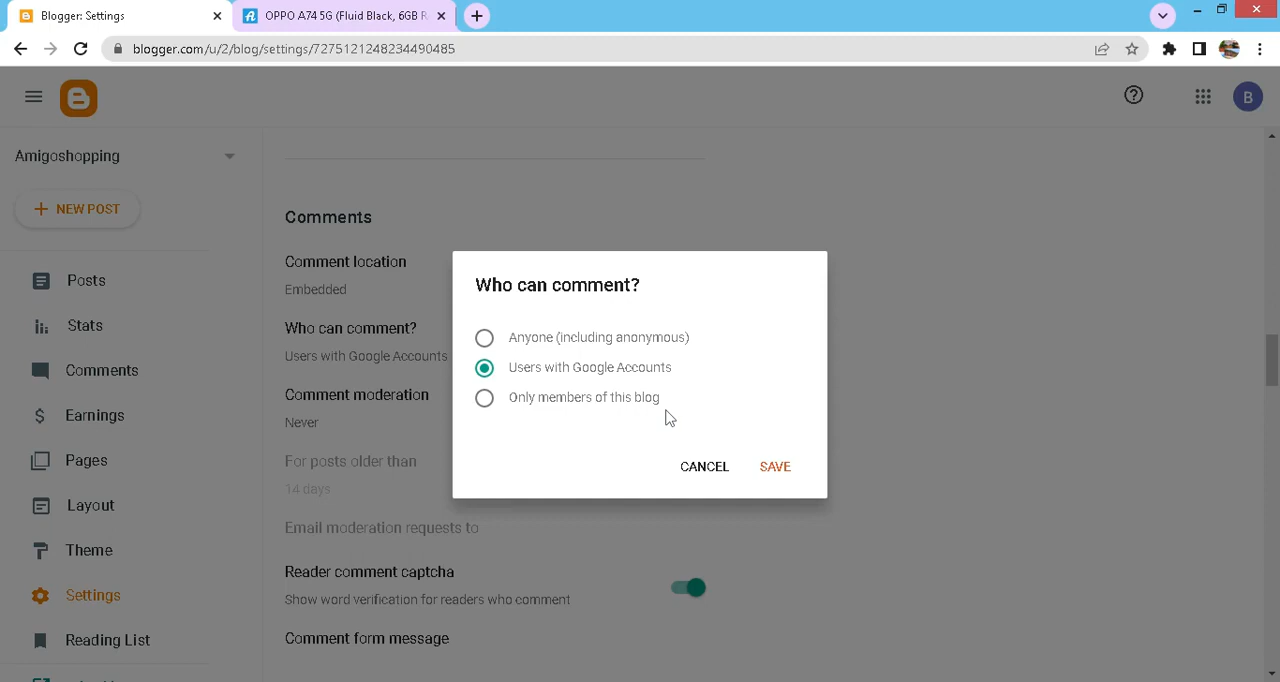 Blogger: Settings
OPPO A74 5G (Fluid Black, 6GB R
blogger.com/u/2/blog/settings/7275121248234490485
B
Amigoshopping
NEW POST
Posts
Stats
Comments
Earnings
Pages
Layout
Theme
Settings
Reading List
Comments
Comment location
Embedded
Who can comment?
Users with Google Accounts
Comment moderation
Never
For posts older than
14 days
Email moderation requests to
Reader comment captcha
Show word verification for readers who comment
Comment form message
Who can comment?
Anyone (including anonymous)
Users with Google Accounts
Only members of this blog
CANCEL
SAVE